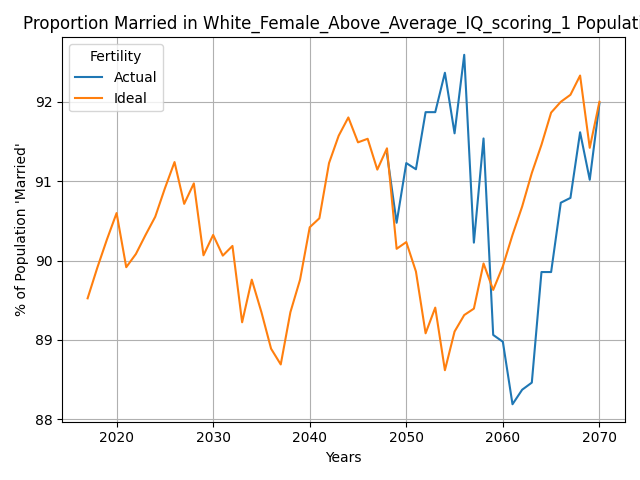 Proportion Married in White_Female_Above_Average_IQ_scoring_1 Populati
Fertility
Actual
Ideal
92
91
90
89
88
% of Population 'Married'
2020 2030 2040 2050 2060 2070
Years